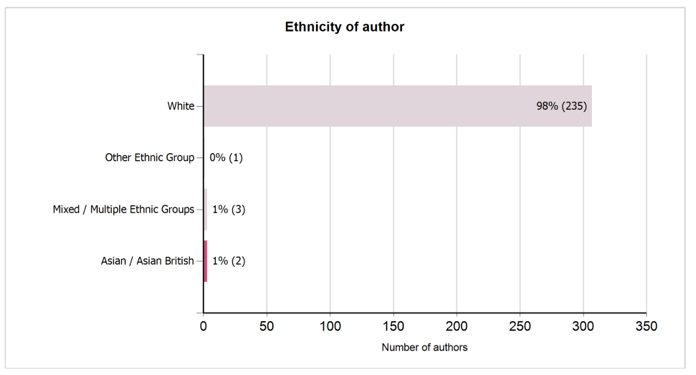 Ethnicity of author
White
98% (235)
Other Ethnic Group
0% (1)
Mixed / Multiple Ethnic Groups
1% (3)
Asian / Asian British
1% (2)
0 50 100 150 200 250 300 350
Number of authors